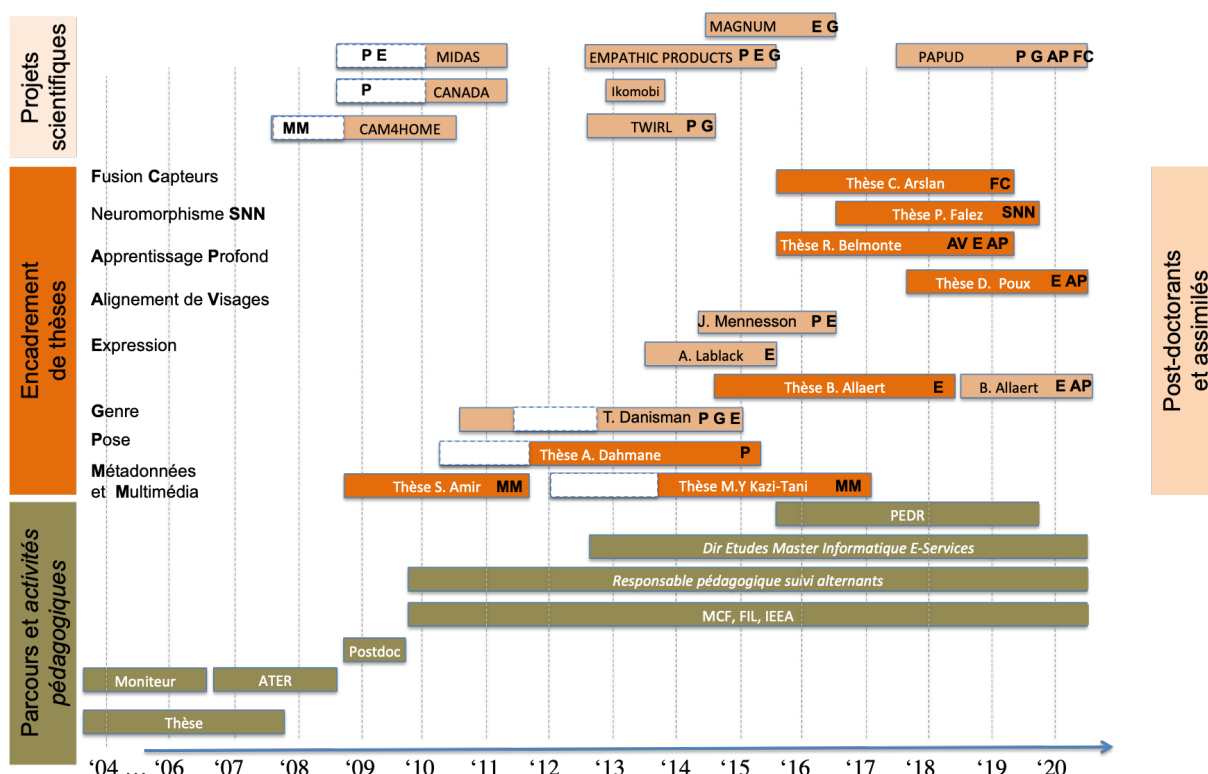 Projets
scientifiques
MAGNUM E G
P E MIDAS
EMPATHIC PRODUCTS P E G
PAPUD P G AP FC
P CANADA
Ikomobi
MM CAM4HOME
TWIRL P G
Encadrement
de thèses
Post-doctorants
et assimilés
Fusion Capteurs
Thèse C. Arslan FC
Neuromorphisme SNN
Thèse P. Falez SNN
Apprentissage Profond
Thèse R. Belmonte AV E AP
Thèse D. Poux E AP
Alignement de Visages
J. Mennesson P E
Expression
A. Lablack E
Thèse B. Allaert E
B. Allaert E AP
Genre
T. Danisman P G E
Pose
Thèse A. Dahmane P
Métadonnées
et Multimédia
Thèse S. Amir MM
Thèse M.Y Kazi-Tani MM
Parcours et activités
pédagogiques
PEDR
Dir Etudes Master Informatique E-Services
Responsable pédagogique suivi alternants
MCF, FIL, IEEA
Postdoc
Moniteur
ATER
Thèse
‘04 ... ‘06 ‘07 ‘08 ‘09 ‘10 ‘11 ‘12 ‘13 ‘14 ‘15 ‘16 ‘17 ‘18 ‘19 ‘20